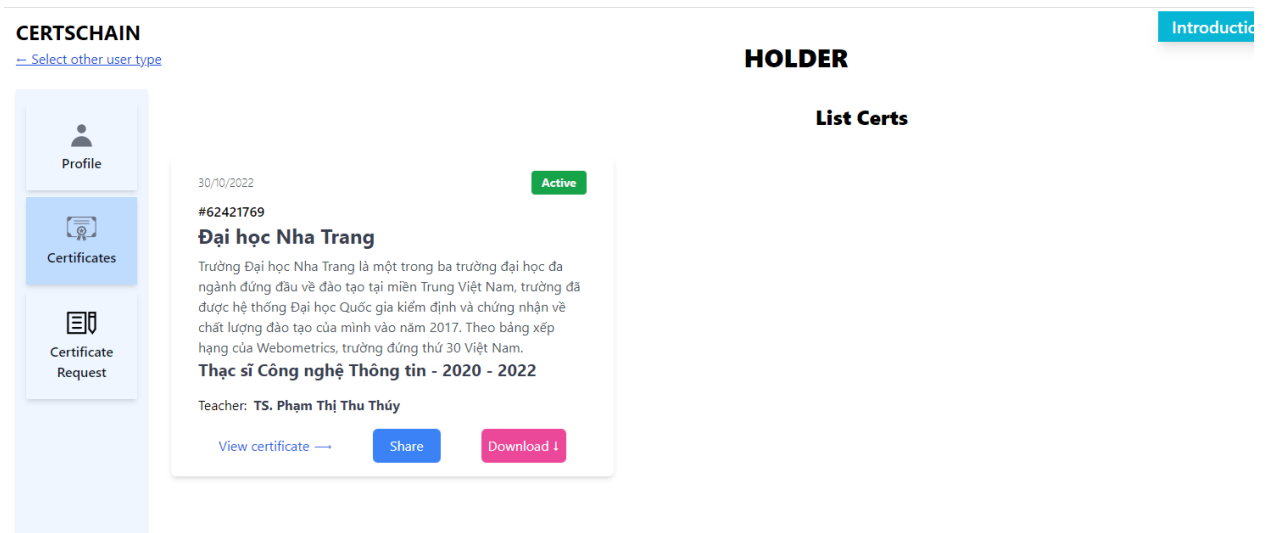 CERTSCHAIN
← Select other user type
Introductio
HOLDER
List Certs
Profile
Certificates
Certificate
Request
30/10/2022
Active
#62421769
Đại học Nha Trang
Trường Đại học Nha Trang là một trong ba trường đại học đa
ngành đứng đầu về đào tạo tại miền Trung Việt Nam, trường đã
được hệ thống Đại học Quốc gia kiểm định và chứng nhận về
chất lượng đào tạo của mình vào năm 2017. Theo bảng xếp
hạng của Webometrics, trường đứng thứ 30 Việt Nam.
Thạc sĩ Công nghệ Thông tin - 2020 - 2022
Teacher: TS. Phạm Thị Thu Thúy
View certificate ⟶
Share
Download ↓